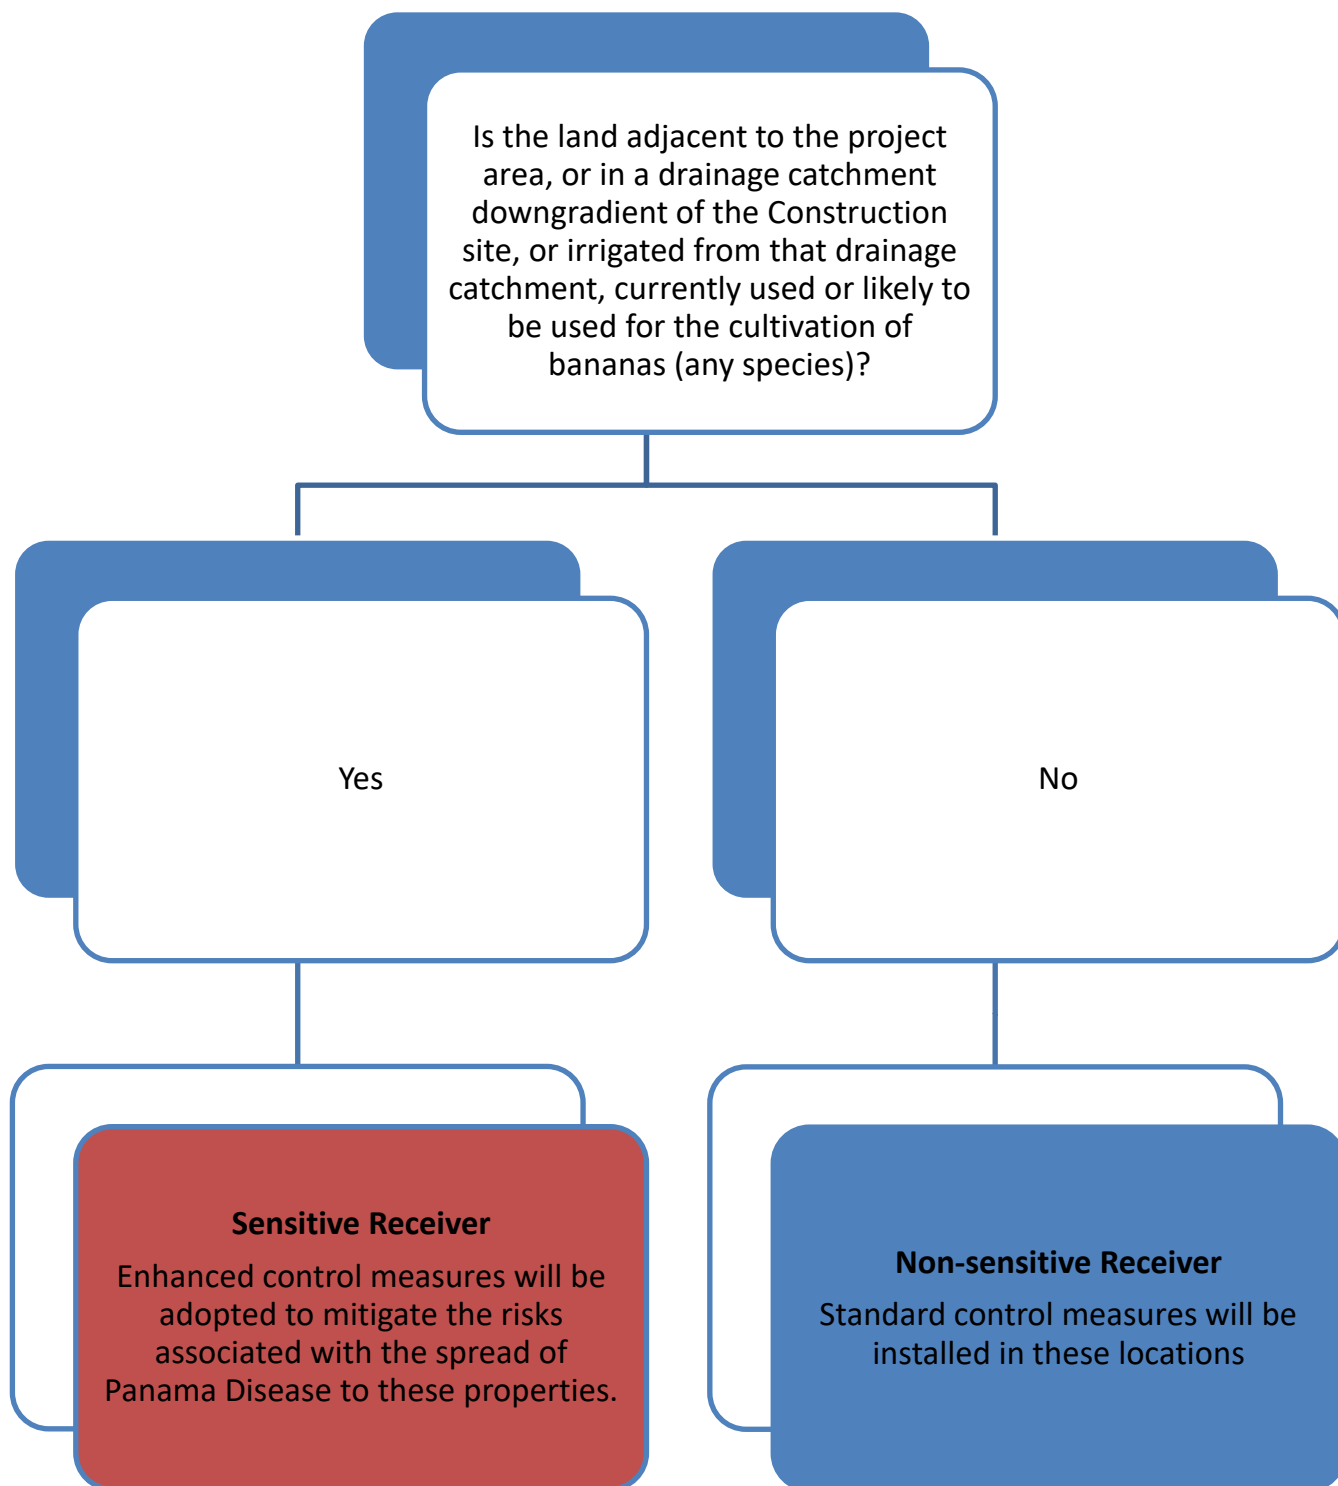 Is the land adjacent to the project
area, or in a drainage catchment
downgradient of the Construction
site, or irrigated from that drainage
catchment, currently used or likely to
be used for the cultivation of
bananas (any species)?
Yes
No
Sensitive Receiver
Enhanced control measures will be
adopted to mitigate the risks
associated with the spread of
Panama Disease to these properties.
Non-sensitive Receiver
Standard control measures will be
installed in these locations